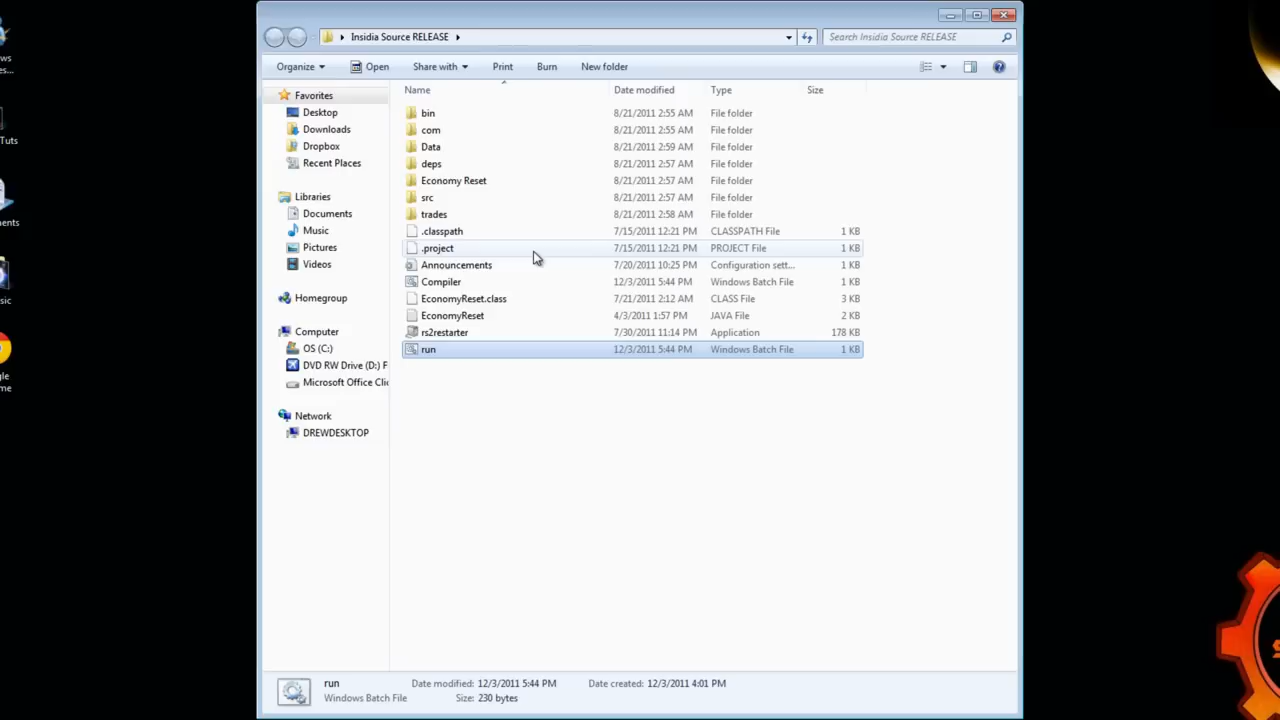 Insidia Source RELEASE
Search Insidia Source RELEASE
Organize Open Share with Print Burn New folder
Name Date modified Type Size
Favorites
Desktop
Downloads
Dropbox
Recent Places
Libraries
Documents
Music
Pictures
Videos
Homegroup
Computer
OS (C:)
DVD RW Drive (D:) F
Microsoft Office Clic
Network
DREWDESKTOP
bin 8/21/2011 2:55 AM File folder
com 8/21/2011 2:55 AM File folder
Data 8/21/2011 2:59 AM File folder
deps 8/21/2011 2:57 AM File folder
Economy Reset 8/21/2011 2:57 AM File folder
src 8/21/2011 2:57 AM File folder
trades 8/21/2011 2:58 AM File folder
.classpath 7/15/2011 12:21 PM CLASSPATH File 1 KB
.project 7/15/2011 12:21 PM PROJECT File 1 KB
Announcements 7/20/2011 10:25 PM Configuration sett... 1 KB
Compiler 12/3/2011 5:44 PM Windows Batch File 1 KB
EconomyReset.class 7/21/2011 2:12 AM CLASS File 3 KB
EconomyReset 4/3/2011 1:57 PM JAVA File 2 KB
rs2restarter 7/30/2011 11:14 PM Application 178 KB
run 12/3/2011 5:44 PM Windows Batch File 1 KB
run Date modified: 12/3/2011 5:44 PM Date created: 12/3/2011 4:01 PM
Windows Batch File Size: 230 bytes
ws
es...
Tuts
nents
sic
gle
me